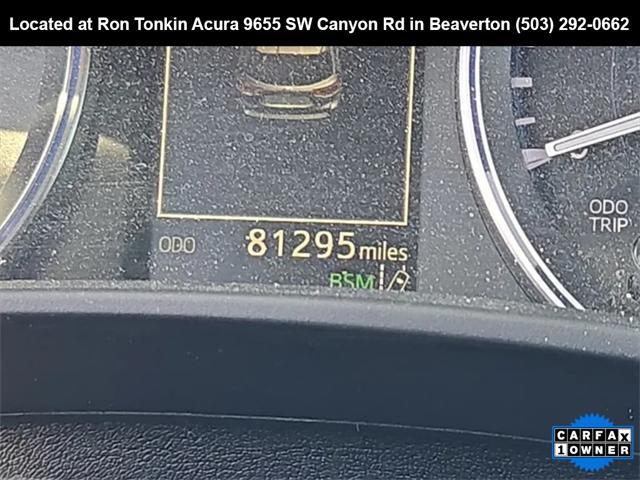 Located at Ron Tonkin Acura 9655 SW Canyon Rd in Beaverton (503) 292-0662
ODO 81295 miles
BSM
ODO
TRIP
CARFAX
1 OWNER